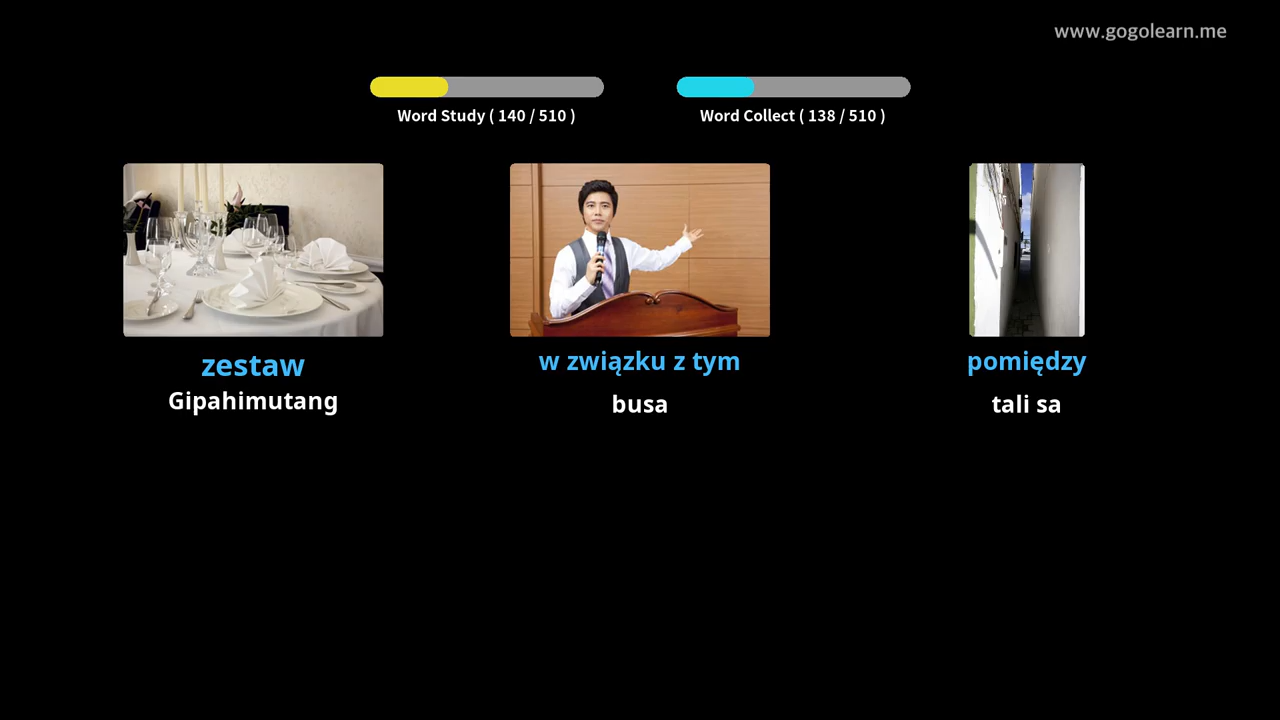 www.gogolearn.me
Word Study ( 140 / 510 )
Word Collect ( 138 / 510 )
zestaw
Gipahimutang
w związku z tym
busa
pomiędzy
tali sa